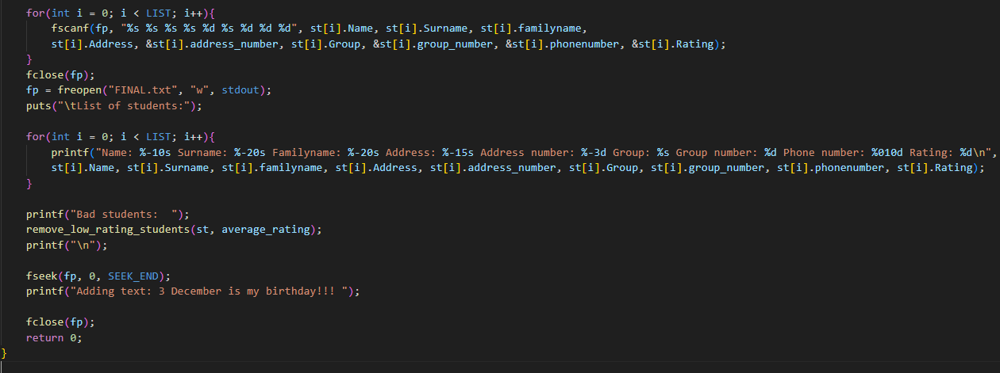 for(int i = 0; i < LIST; i++){
fscanf(fp, "%s %s %s %s %d %s %d %d %d", st[i].Name, st[i].Surname, st[i].familyname,
st[i].Address, &st[i].address_number, st[i].Group, &st[i].group_number, &st[i].phonenumber, &st[i].Rating);
}
fclose(fp);
fp = freopen("FINAL.txt", "w", stdout);
puts("\tList of students:");
for(int i = 0; i < LIST; i++){
printf("Name: %-10s Surname: %-20s Familyname: %-20s Address: %-15s Address number: %-3d Group: %s Group number: %d Phone number: %010d Rating: %d\n",
st[i].Name, st[i].Surname, st[i].familyname, st[i].Address, st[i].address_number, st[i].Group, st[i].group_number, st[i].phonenumber, st[i].Rating);
}
printf("Bad students:  ");
remove_low_rating_students(st, average_rating);
printf("\n");
fseek(fp, 0, SEEK_END);
printf("Adding text: 3 December is my birthday!!! ");
fclose(fp);
return 0;
}